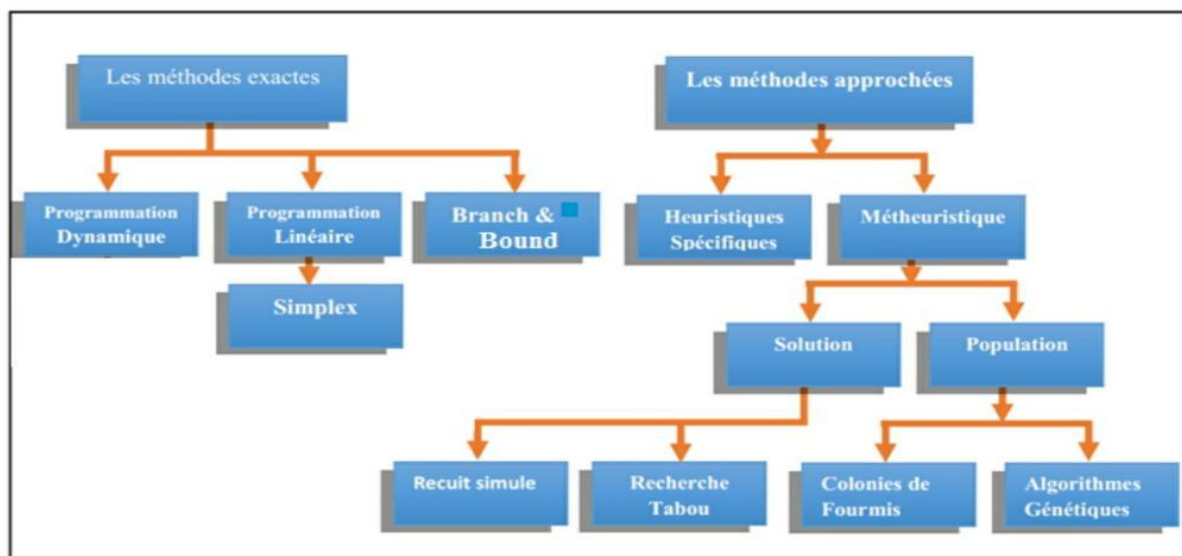 Les méthodes exactes
Les méthodes approchées
Programmation
Dynamique
Programmation
Linéaire
Branch &
Bound
Heuristiques
Spécifiques
Métheuristique
Simplex
Solution
Population
Recuit simule
Recherche
Tabou
Colonies de
Fourmis
Algorithmes
Génétiques